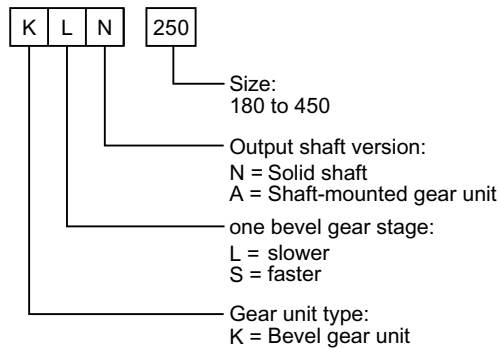 K L N 250
Size:
180 to 450
Output shaft version:
N = Solid shaft
A = Shaft-mounted gear unit
one bevel gear stage:
L = slower
S = faster
Gear unit type:
K = Bevel gear unit